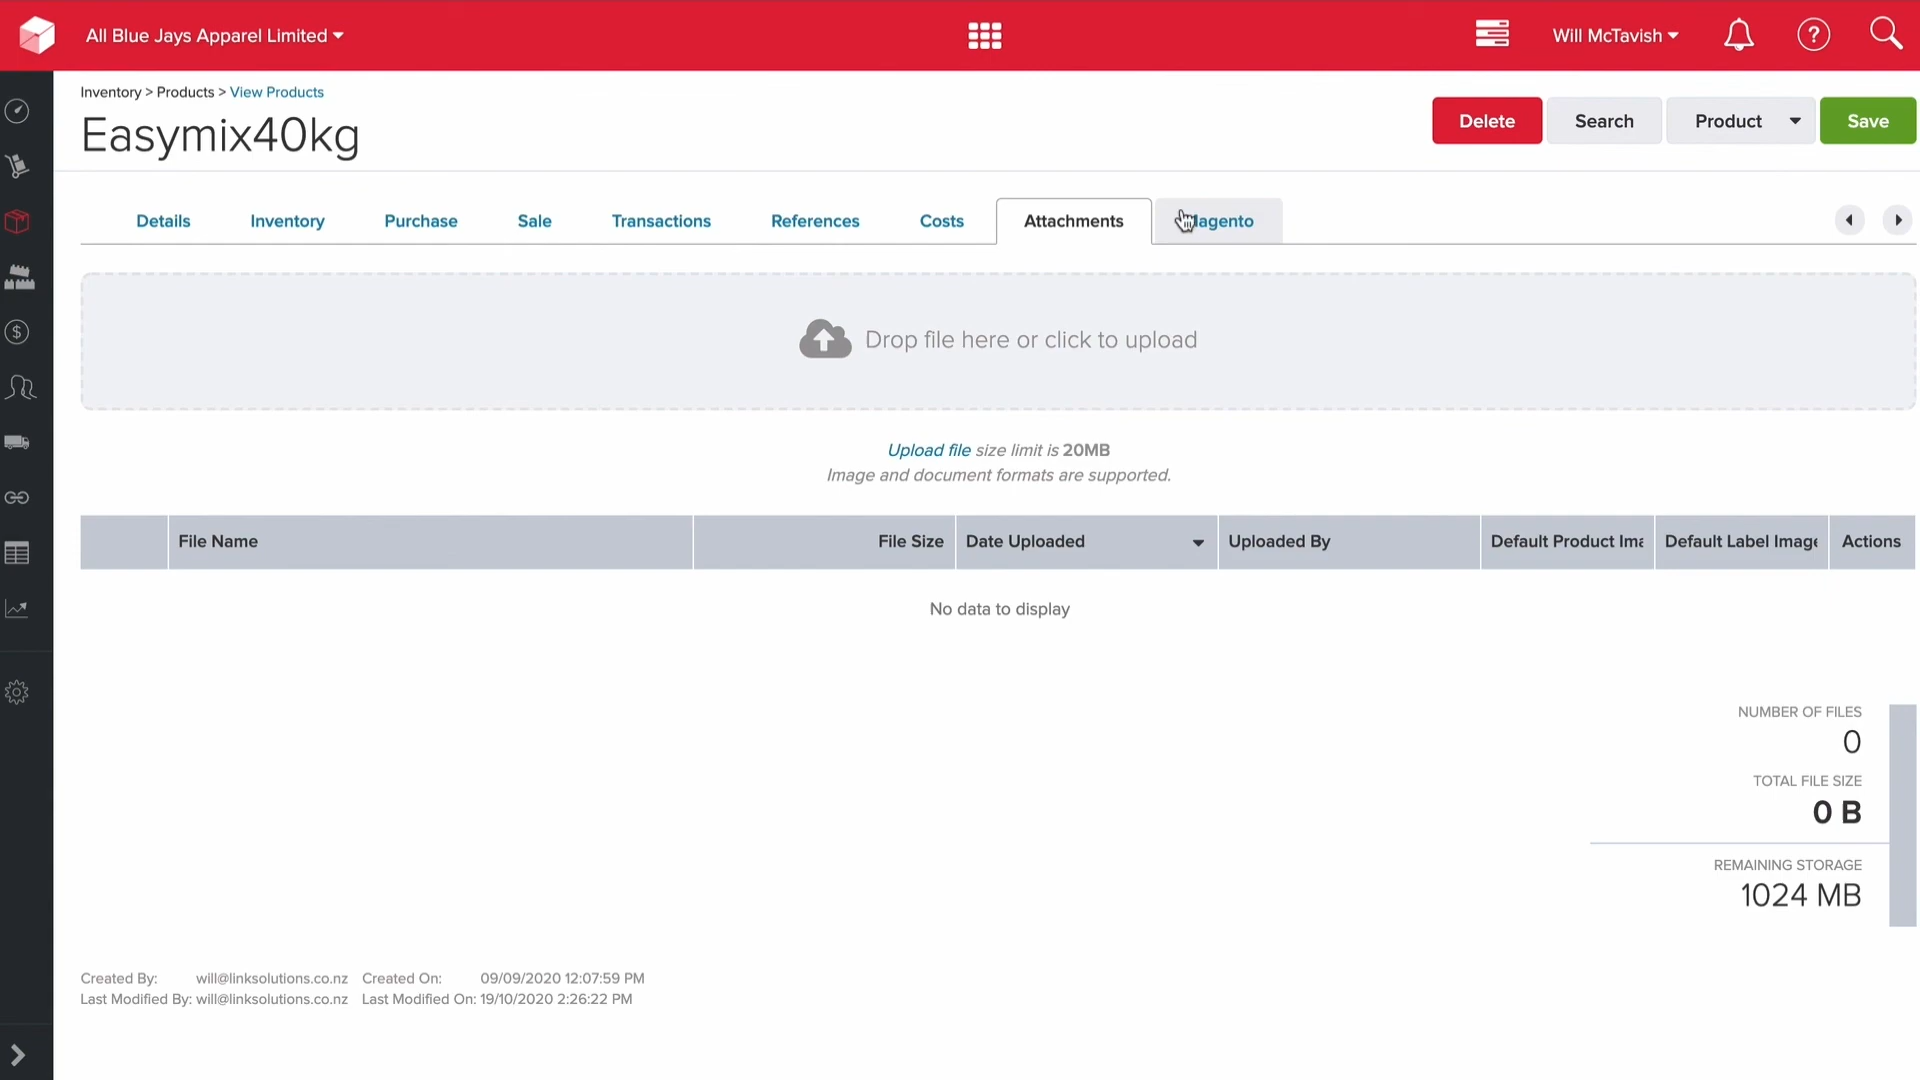 All Blue Jays Apparel Limited
Will McTavish
?
Inventory > Products > View Products
Easymix40kg
Delete
Search
Product
Save
Details
Inventory
Purchase
Sale
Transactions
References
Costs
Attachments
agento
$
Drop file here or click to upload
Upload file size limit is 20MB
Image and document formats are supported.
File Name
File Size
Date Uploaded
Uploaded By
Default Product Ima
Default Label Image
Actions
No data to display
NUMBER OF FILES
0
TOTAL FILE SIZE
0 B
REMAINING STORAGE
1024 MB
Created By: will@linksolutions.co.nz Created On: 09/09/2020 12:07:59 PM
Last Modified By: will@linksolutions.co.nz Last Modified On: 19/10/2020 2:26:22 PM